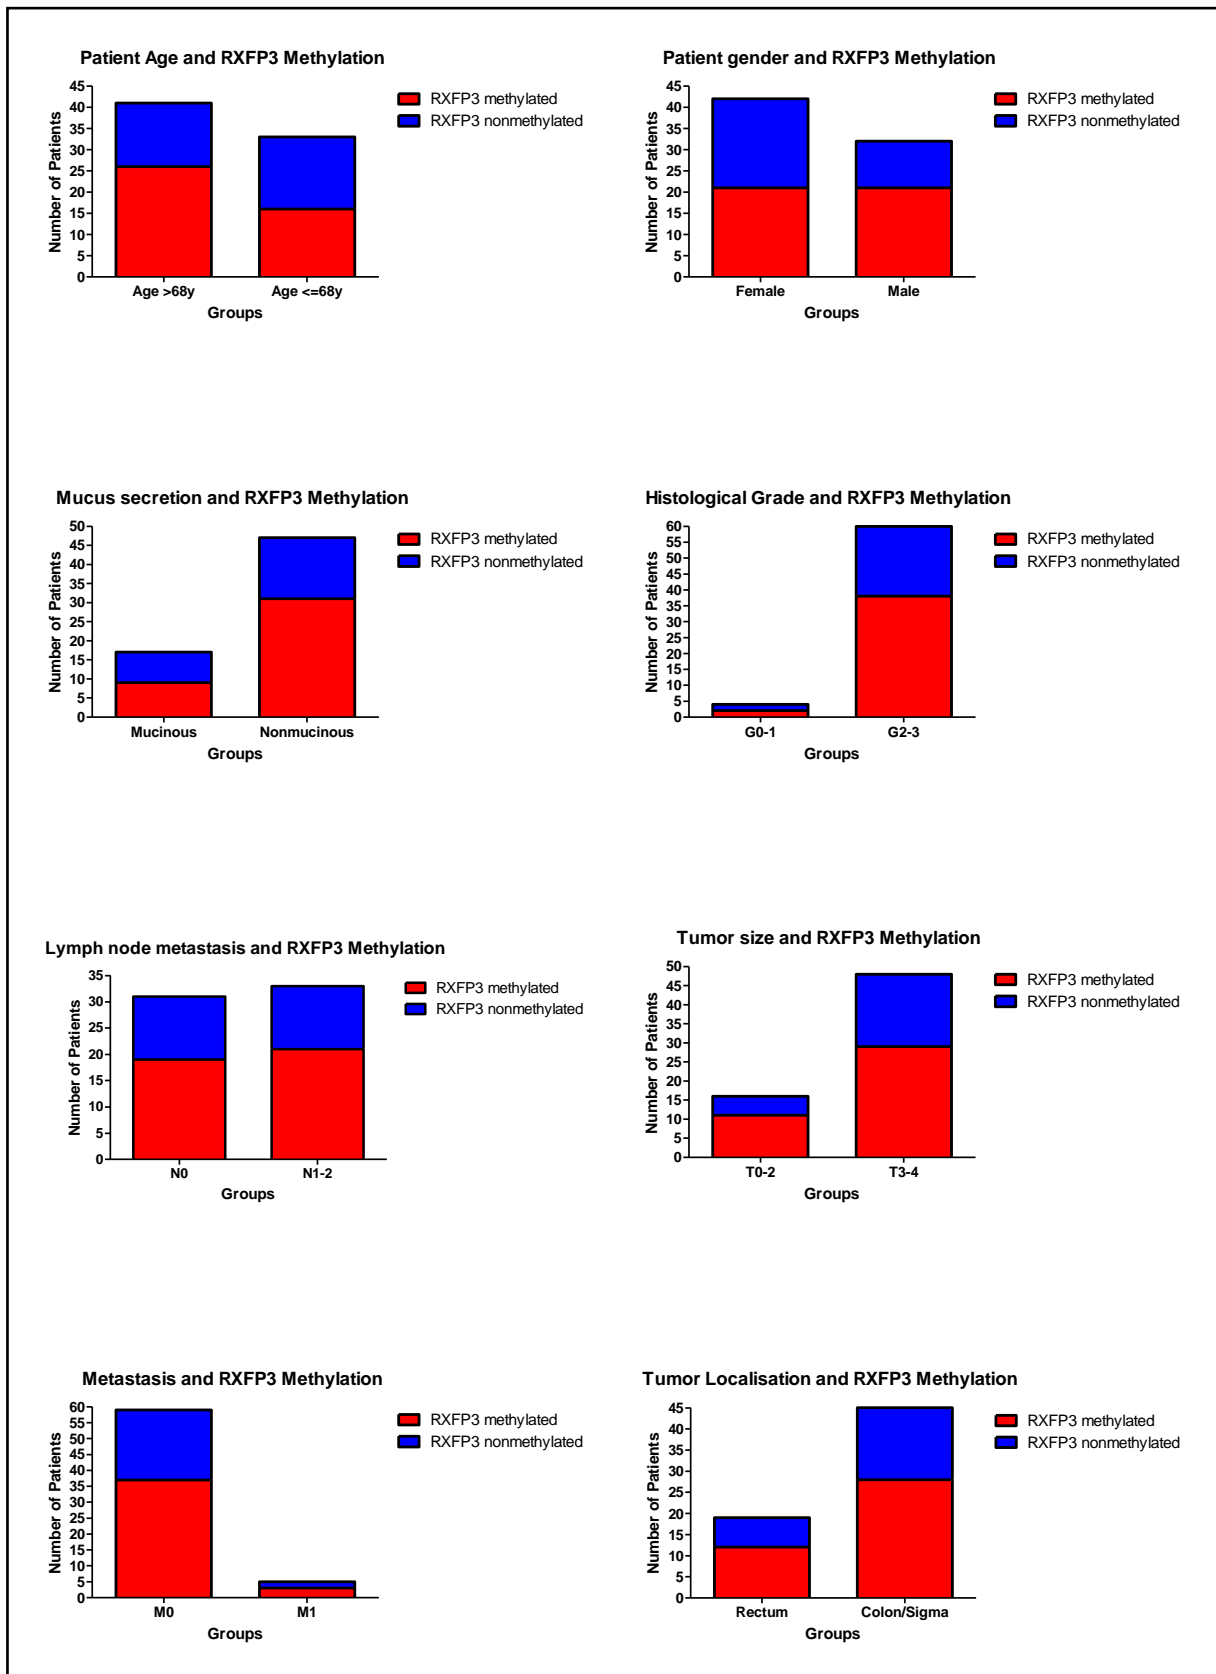 Patient Age and RXFP3 Methylation
45
40
35
30
25
20
15
10
5
0
Number of Patients
Age >68y
Age <=68y
Groups
RXFP3 methylated
RXFP3 nonmethylated
Patient gender and RXFP3 Methylation
45
40
35
30
25
20
15
10
5
0
Number of Patients
Female
Male
Groups
RXFP3 methylated
RXFP3 nonmethylated
Mucus secretion and RXFP3 Methylation
50
45
40
35
30
25
20
15
10
5
0
Number of Patients
Mucinous
Nonmucinous
Groups
RXFP3 methylated
RXFP3 nonmethylated
Histological Grade and RXFP3 Methylation
60
55
50
45
40
35
30
25
20
15
10
5
0
Number of Patients
G0-1
G2-3
Groups
RXFP3 methylated
RXFP3 nonmethylated
Lymph node metastasis and RXFP3 Methylation
35
30
25
20
15
10
5
0
Number of Patients
N0
N1-2
Groups
RXFP3 methylated
RXFP3 nonmethylated
Tumor size and RXFP3 Methylation
50
45
40
35
30
25
20
15
10
5
0
Number of Patients
T0-2
T3-4
Groups
RXFP3 methylated
RXFP3 nonmethylated
Metastasis and RXFP3 Methylation
60
55
50
45
40
35
30
25
20
15
10
5
0
Number of Patients
M0
M1
Groups
RXFP3 methylated
RXFP3 nonmethylated
Tumor Localisation and RXFP3 Methylation
45
40
35
30
25
20
15
10
5
0
Number of Patients
Rectum
Colon/Sigma
Groups
RXFP3 methylated
RXFP3 nonmethylated